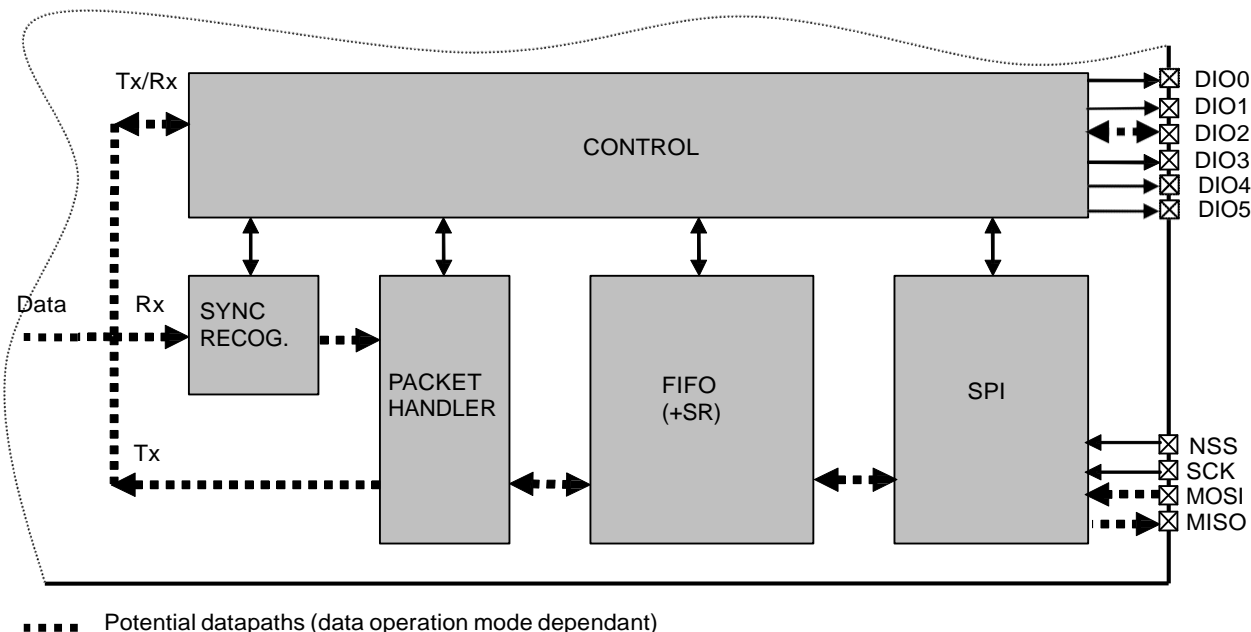 Tx/Rx
CONTROL
DIO0
DIO1
DIO2
DIO3
DIO4
DIO5
Data
Rx
SYNC
RECOG.
PACKET
HANDLER
FIFO
(+SR)
SPI
Tx
NSS
SCK
MOSI
MISO
Potential datapaths (data operation mode dependant)